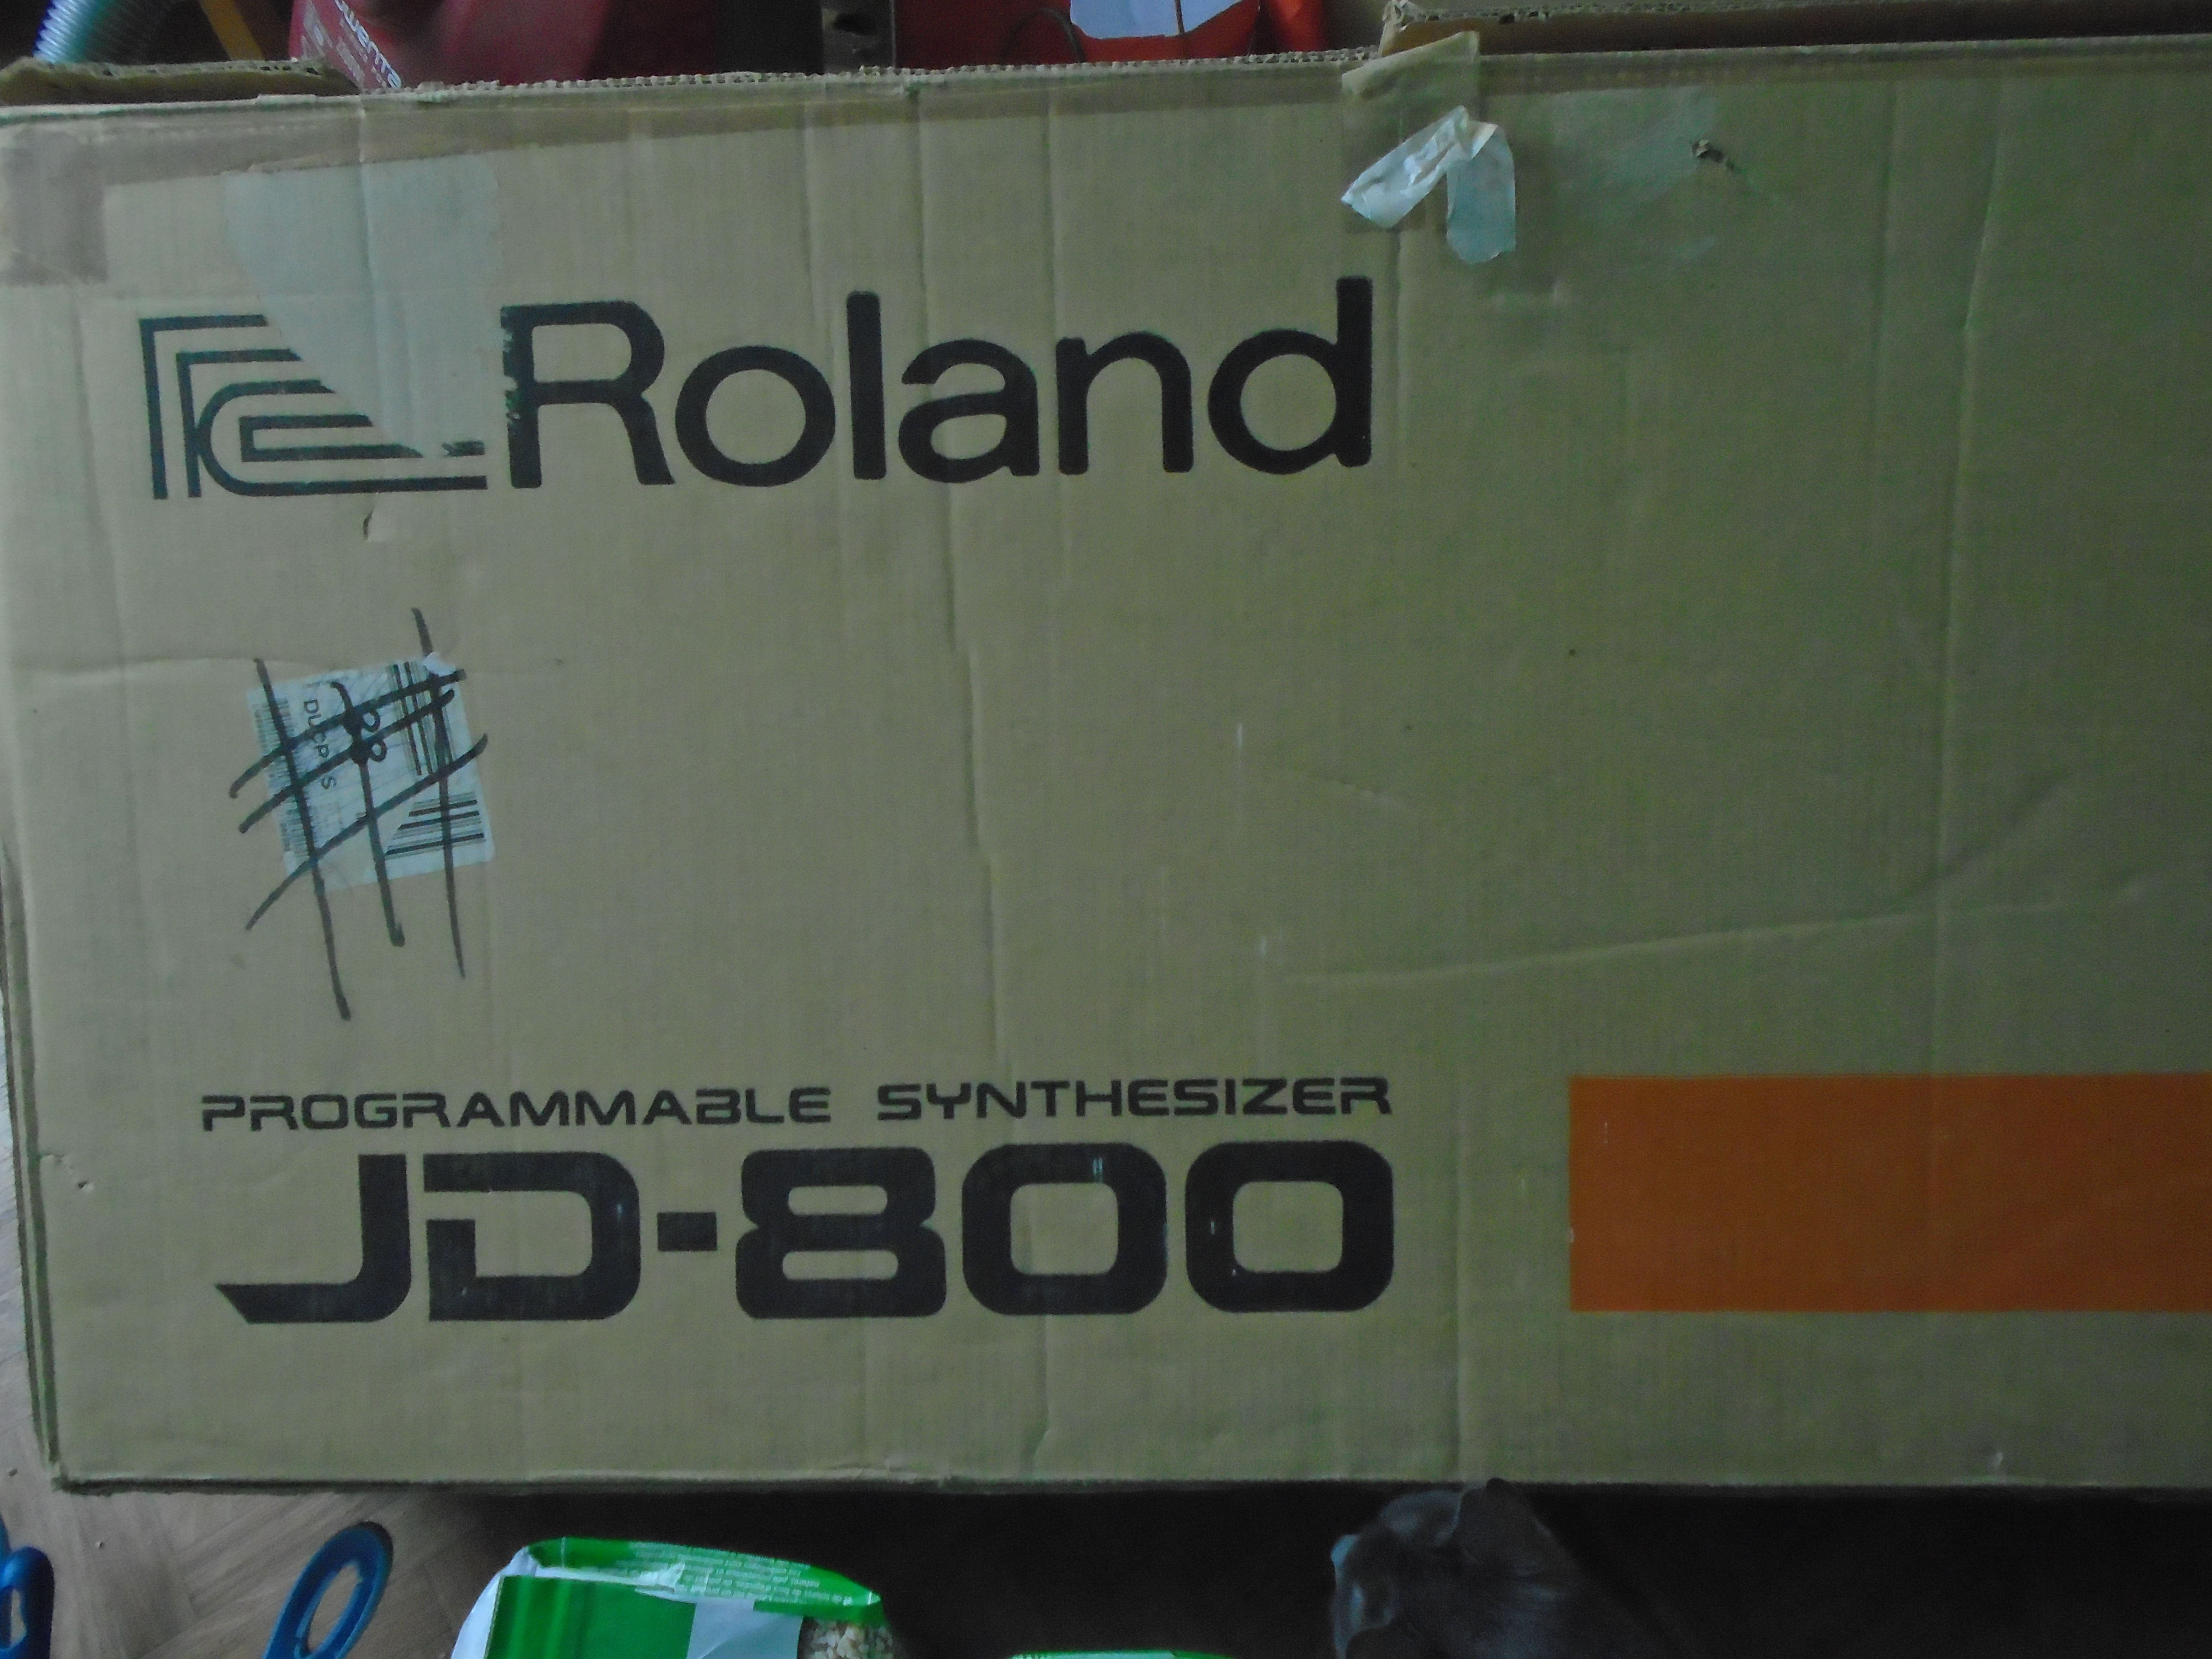 Roland
PROGRAMMABLE SYNTHESIZER
JD-800